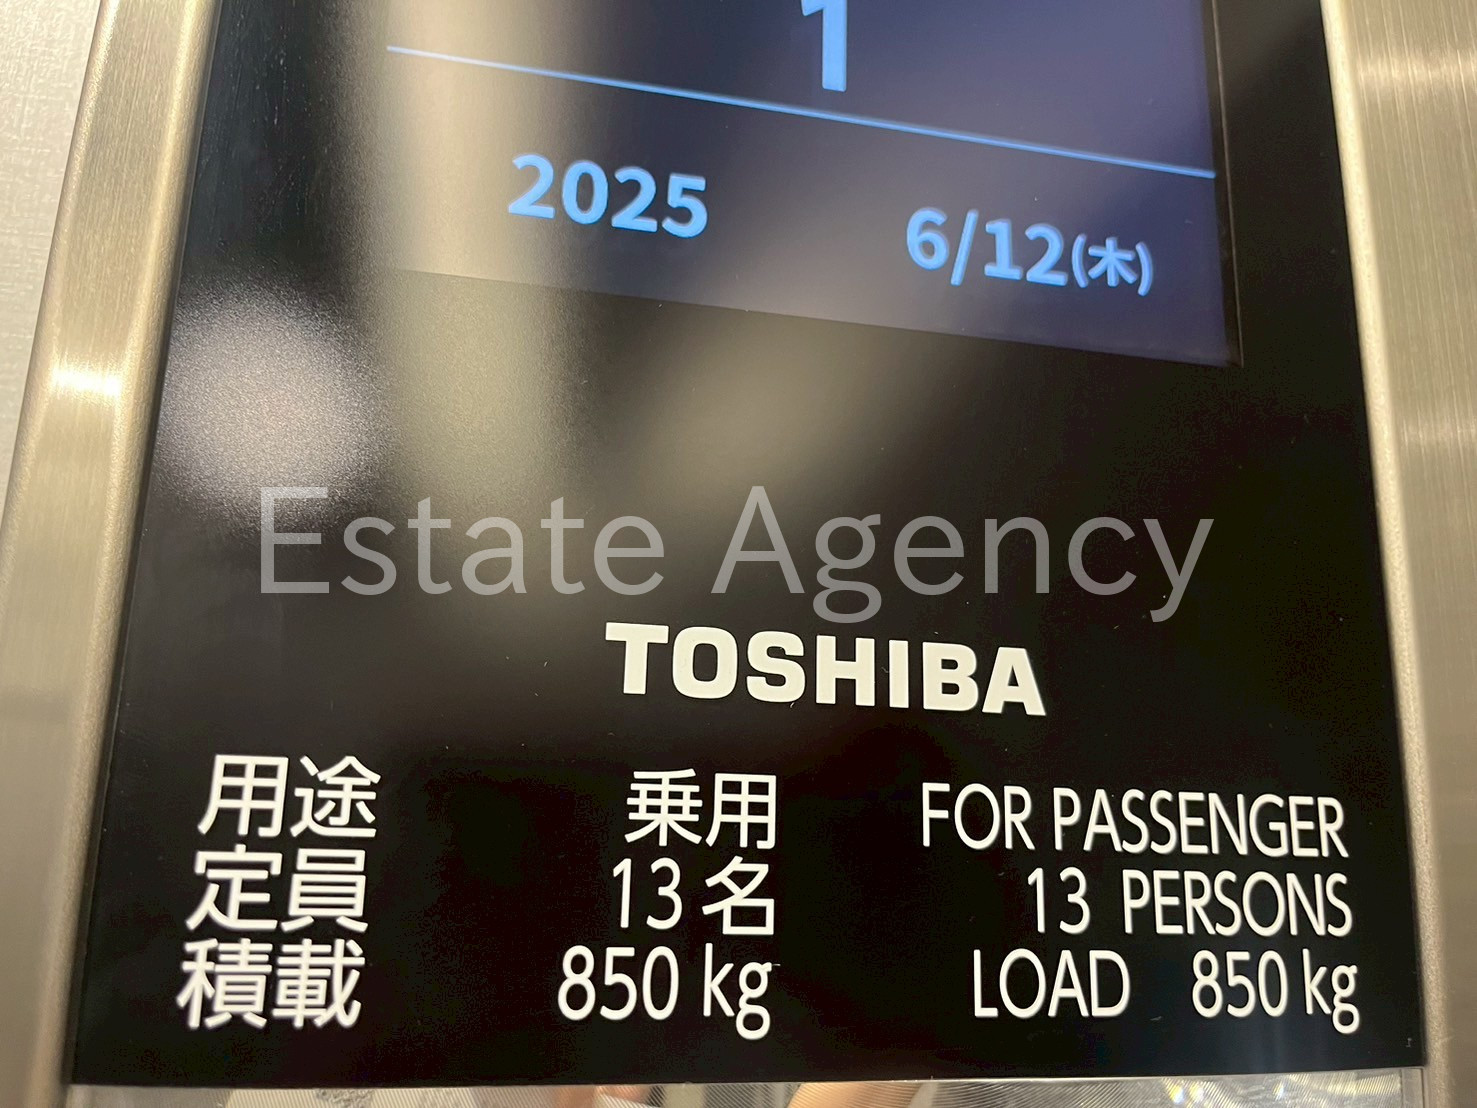 1
2025 6/12(木)
Estate Agency
TOSHIBA
用途 乗用 FOR PASSENGER
定員 13名 13 PERSONS
積載 850 kg LOAD 850 kg